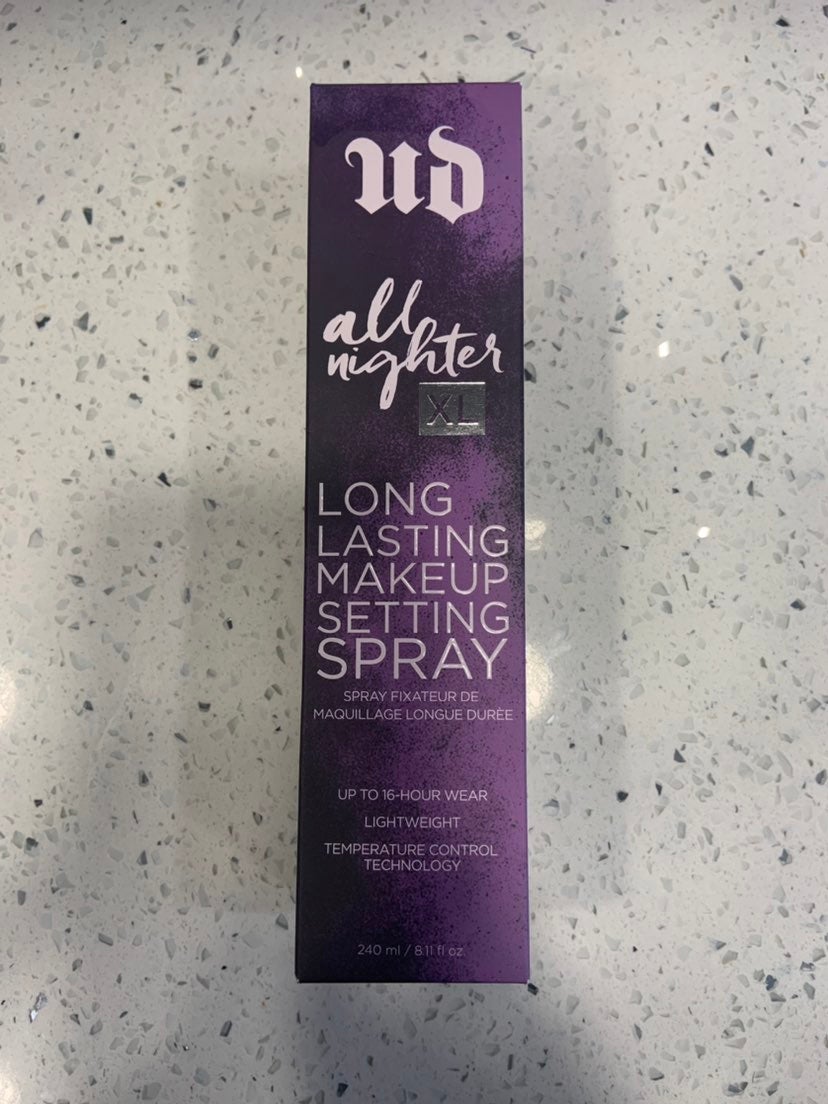 UD
all
nighter
XL
LONG
LASTING
MAKEUP
SETTING
SPRAY
SPRAY FIXATEUR DE
MAQUILLAGE LONGUE DURÈE
UP TO 16-HOUR WEAR
LIGHTWEIGHT
TEMPERATURE CONTROL
TECHNOLOGY
240 ml / 8.11 fl oz.